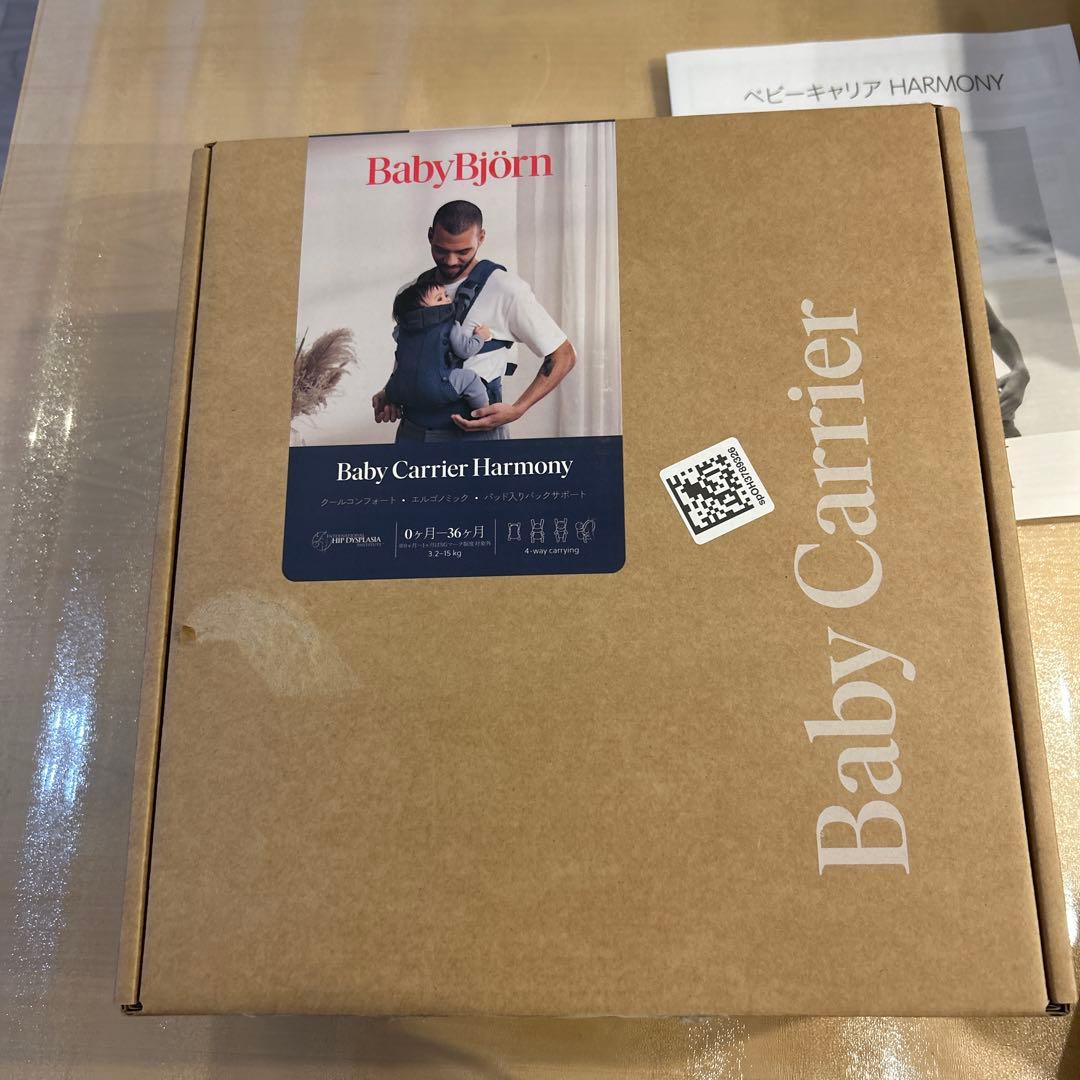 ベビーキャリア HARMONY
BabyBjörn
Baby Carrier Harmony
クールコンフォート • エルゴノミック • パッド入りバックサポート
INTERNATIONAL
HIP DYSPLASIA
INSTITUTE
0ヶ月—36ヶ月
3.2–15 kg
4-way carrying
spOH3789326
Baby Carrier